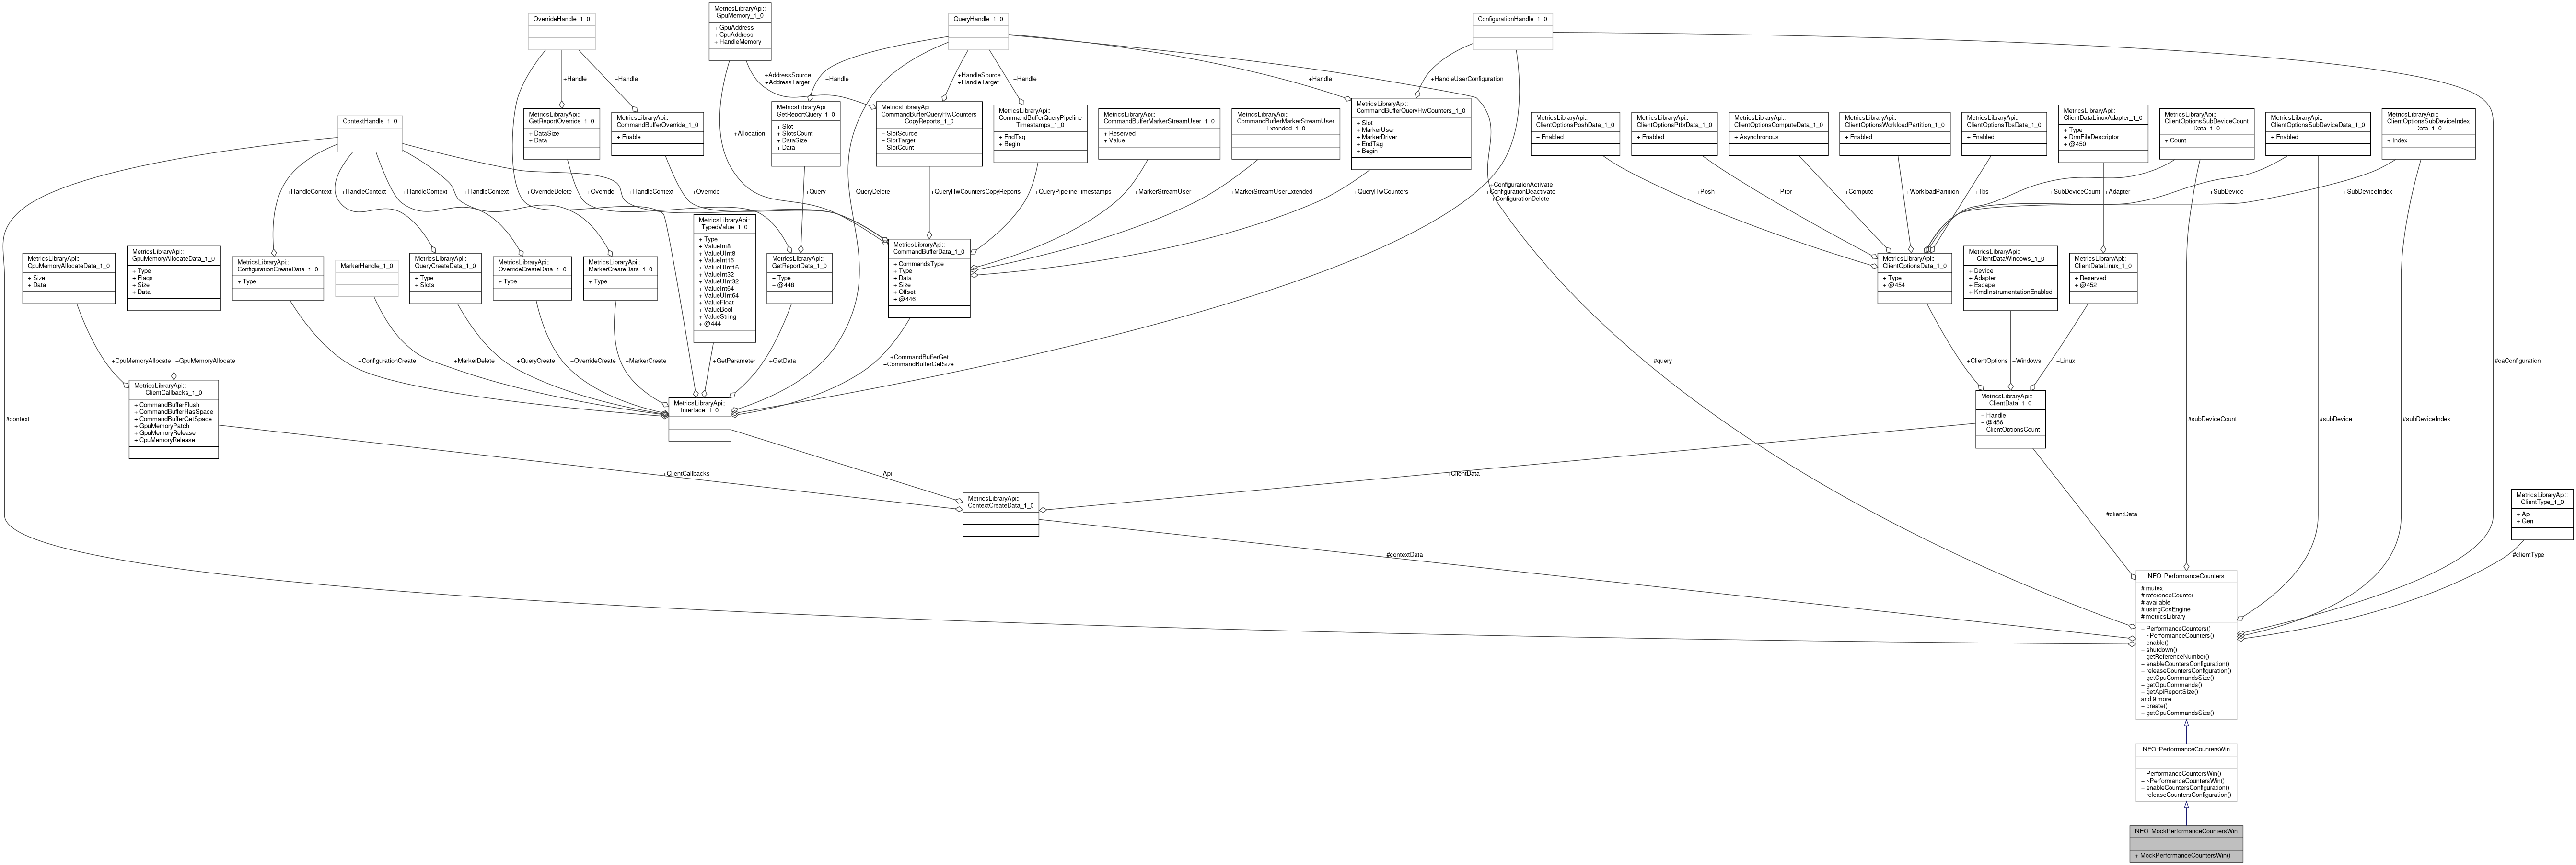 OverrideHandle_1_0
MetricsLibraryApi::
GpuMemory_1_0
+ GpuAddress
+ CpuAddress
+ HandleMemory
QueryHandle_1_0
ConfigurationHandle_1_0
+Handle
+Handle
+AddressSource
+AddressTarget
+Handle
+HandleSource
+HandleTarget
+Handle
+Handle
+HandleUserConfiguration
ContextHandle_1_0
MetricsLibraryApi::
GetReportOverride_1_0
+ DataSize
+ Data
MetricsLibraryApi::
CommandBufferOverride_1_0
+ Enable
+Allocation
MetricsLibraryApi::
GetReportQuery_1_0
+ Slot
+ SlotsCount
+ DataSize
+ Data
MetricsLibraryApi::
CommandBufferQueryHwCounters
CopyReports_1_0
+ SlotSource
+ SlotTarget
+ SlotCount
MetricsLibraryApi::
CommandBufferQueryPipeline
Timestamps_1_0
+ EndTag
+ Begin
MetricsLibraryApi::
CommandBufferMarkerStreamUser_1_0
+ Reserved
+ Value
MetricsLibraryApi::
CommandBufferMarkerStreamUser
Extended_1_0
MetricsLibraryApi::
CommandBufferQueryHwCounters_1_0
+ Slot
+ MarkerUser
+ MarkerDriver
+ EndTag
+ Begin
MetricsLibraryApi::
ClientOptionsPoshData_1_0
+ Enabled
MetricsLibraryApi::
ClientOptionsPtbrData_1_0
+ Enabled
MetricsLibraryApi::
ClientOptionsComputeData_1_0
+ Asynchronous
MetricsLibraryApi::
ClientOptionsWorkloadPartition_1_0
+ Enabled
MetricsLibraryApi::
ClientOptionsTbsData_1_0
+ Enabled
MetricsLibraryApi::
ClientDataLinuxAdapter_1_0
+ Type
+ DrmFileDescriptor
+ @450
MetricsLibraryApi::
ClientOptionsSubDeviceCount
Data_1_0
+ Count
MetricsLibraryApi::
ClientOptionsSubDeviceData_1_0
+ Enabled
MetricsLibraryApi::
ClientOptionsSubDeviceIndex
Data_1_0
+ Index
+HandleContext
+HandleContext
+HandleContext
+HandleContext
+OverrideDelete
+Override
+HandleContext
+Override
+Query
+QueryDelete
+QueryHwCountersCopyReports
+QueryPipelineTimestamps
+MarkerStreamUser
+MarkerStreamUserExtended
+QueryHwCounters
+ConfigurationActivate
+ConfigurationDeactivate
+ConfigurationDelete
+Posh
+Ptbr
+Compute
+WorkloadPartition
+Tbs
+SubDeviceCount
+Adapter
+SubDevice
+SubDeviceIndex
MetricsLibraryApi::
CpuMemoryAllocateData_1_0
+ Size
+ Data
MetricsLibraryApi::
GpuMemoryAllocateData_1_0
+ Type
+ Flags
+ Size
+ Data
MetricsLibraryApi::
ConfigurationCreateData_1_0
+ Type
MarkerHandle_1_0
MetricsLibraryApi::
QueryCreateData_1_0
+ Type
+ Slots
MetricsLibraryApi::
OverrideCreateData_1_0
+ Type
MetricsLibraryApi::
MarkerCreateData_1_0
+ Type
MetricsLibraryApi::
TypedValue_1_0
+ Type
+ ValueInt8
+ ValueUInt8
+ ValueInt16
+ ValueUInt16
+ ValueInt32
+ ValueUInt32
+ ValueInt64
+ ValueUInt64
+ ValueFloat
+ ValueBool
+ ValueString
+ @444
MetricsLibraryApi::
GetReportData_1_0
+ Type
+ @448
MetricsLibraryApi::
CommandBufferData_1_0
+ CommandsType
+ Type
+ Data
+ Size
+ Offset
+ @446
MetricsLibraryApi::
ClientOptionsData_1_0
+ Type
+ @454
MetricsLibraryApi::
ClientDataWindows_1_0
+ Device
+ Adapter
+ Escape
+ KmdInstrumentationEnabled
MetricsLibraryApi::
ClientDataLinux_1_0
+ Reserved
+ @452
+CpuMemoryAllocate
+GpuMemoryAllocate
+ConfigurationCreate
+MarkerDelete
+QueryCreate
+OverrideCreate
+MarkerCreate
+GetParameter
+GetData
+CommandBufferGet
+CommandBufferGetSize
#query
+ClientOptions
+Windows
+Linux
#oaConfiguration
#context
MetricsLibraryApi::
ClientCallbacks_1_0
+ CommandBufferFlush
+ CommandBufferHasSpace
+ CommandBufferGetSpace
+ GpuMemoryPatch
+ GpuMemoryRelease
+ CpuMemoryRelease
MetricsLibraryApi::
Interface_1_0
MetricsLibraryApi::
ClientData_1_0
+ Handle
+ @456
+ ClientOptionsCount
#subDeviceCount
#subDevice
#subDeviceIndex
+ClientCallbacks
+Api
+ClientData
MetricsLibraryApi::
ContextCreateData_1_0
#clientData
MetricsLibraryApi::
ClientType_1_0
+ Api
+ Gen
#contextData
#clientType
NEO::PerformanceCounters
# mutex
# referenceCounter
# available
# usingCcsEngine
# metricsLibrary
+ PerformanceCounters()
+ ~PerformanceCounters()
+ enable()
+ shutdown()
+ getReferenceNumber()
+ enableCountersConfiguration()
+ releaseCountersConfiguration()
+ getGpuCommandsSize()
+ getGpuCommands()
+ getApiReportSize()
and 9 more...
+ create()
+ getGpuCommandsSize()
NEO::PerformanceCountersWin
+ PerformanceCountersWin()
+ ~PerformanceCountersWin()
+ enableCountersConfiguration()
+ releaseCountersConfiguration()
NEO::MockPerformanceCountersWin
+ MockPerformanceCountersWin()